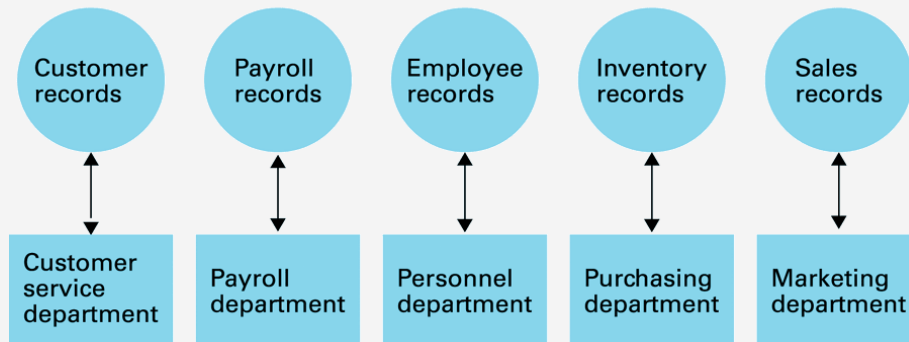 Customer
records
Payroll
records
Employee
records
Inventory
records
Sales
records
Customer
service
department
Payroll
department
Personnel
department
Purchasing
department
Marketing
department